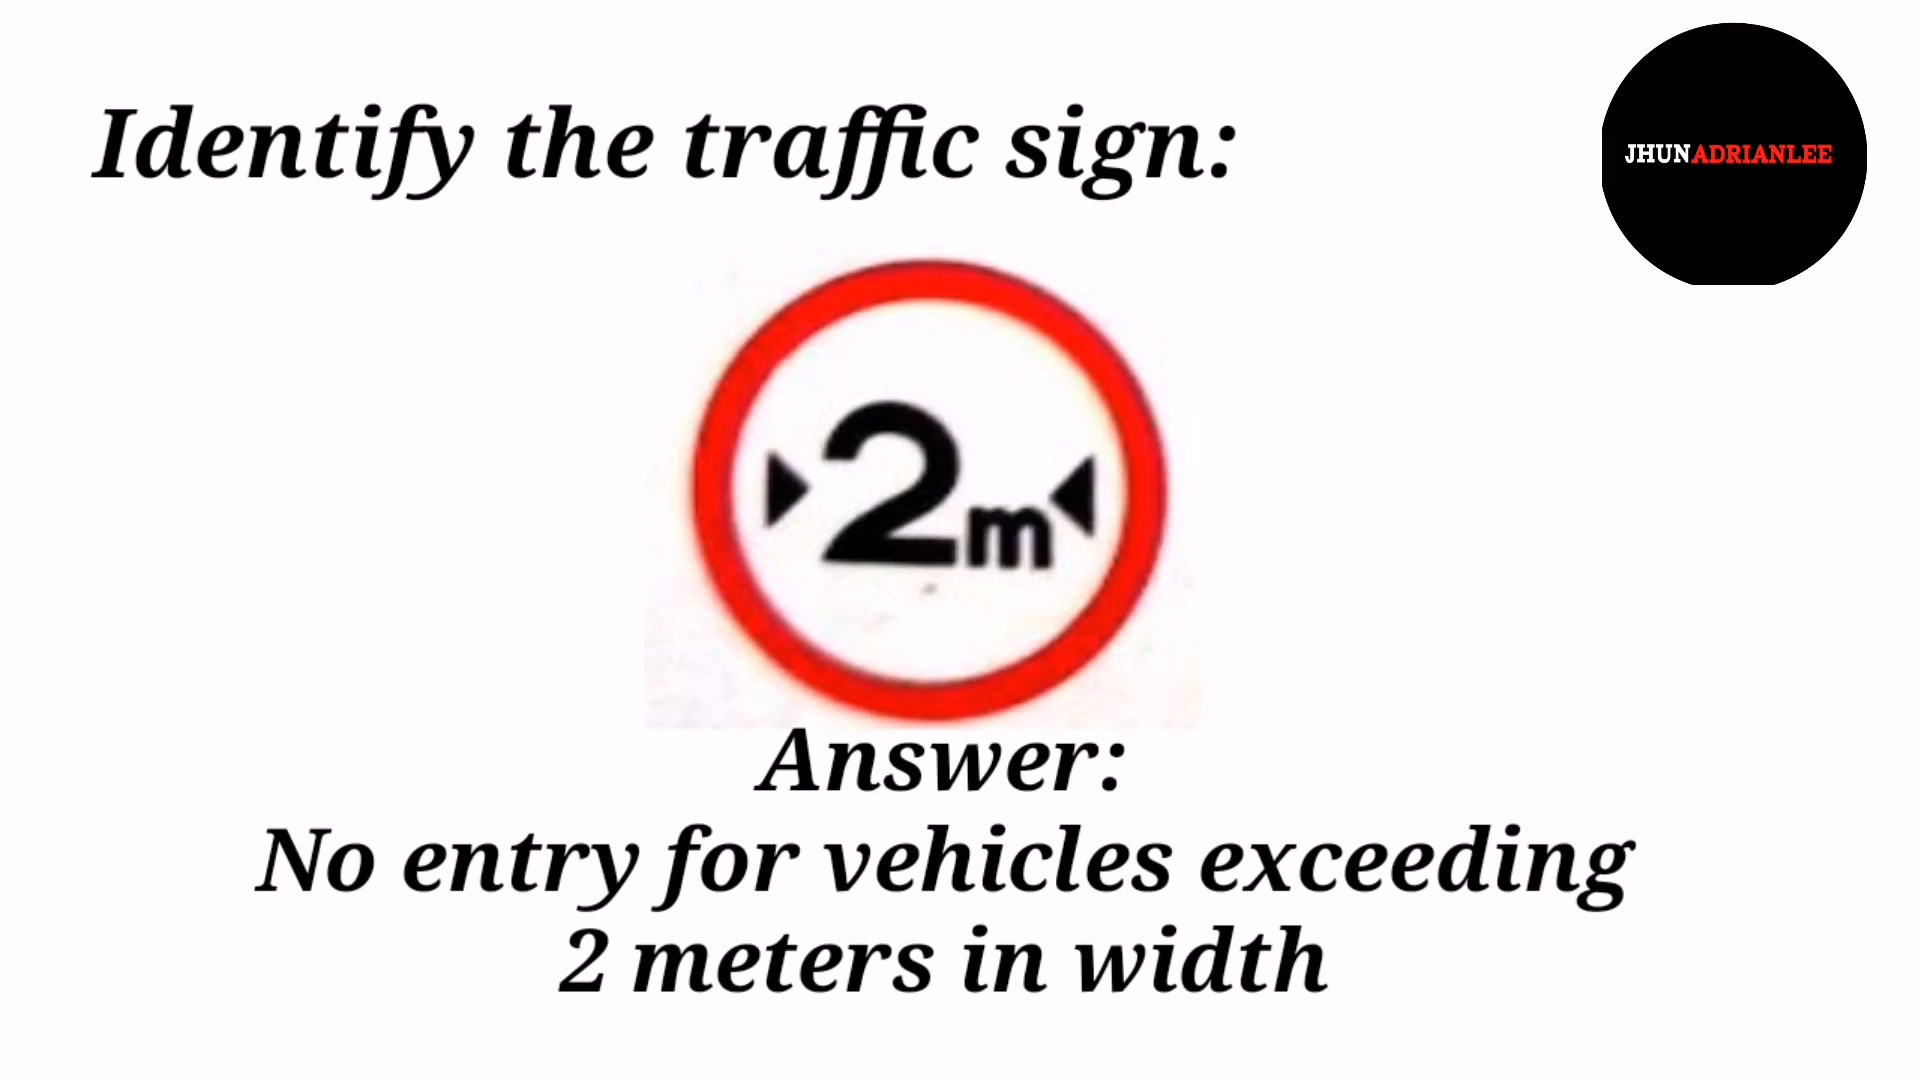 Identify the traffic sign:
JHUNADRIANLEE
2m
Answer:
No entry for vehicles exceeding
2 meters in width